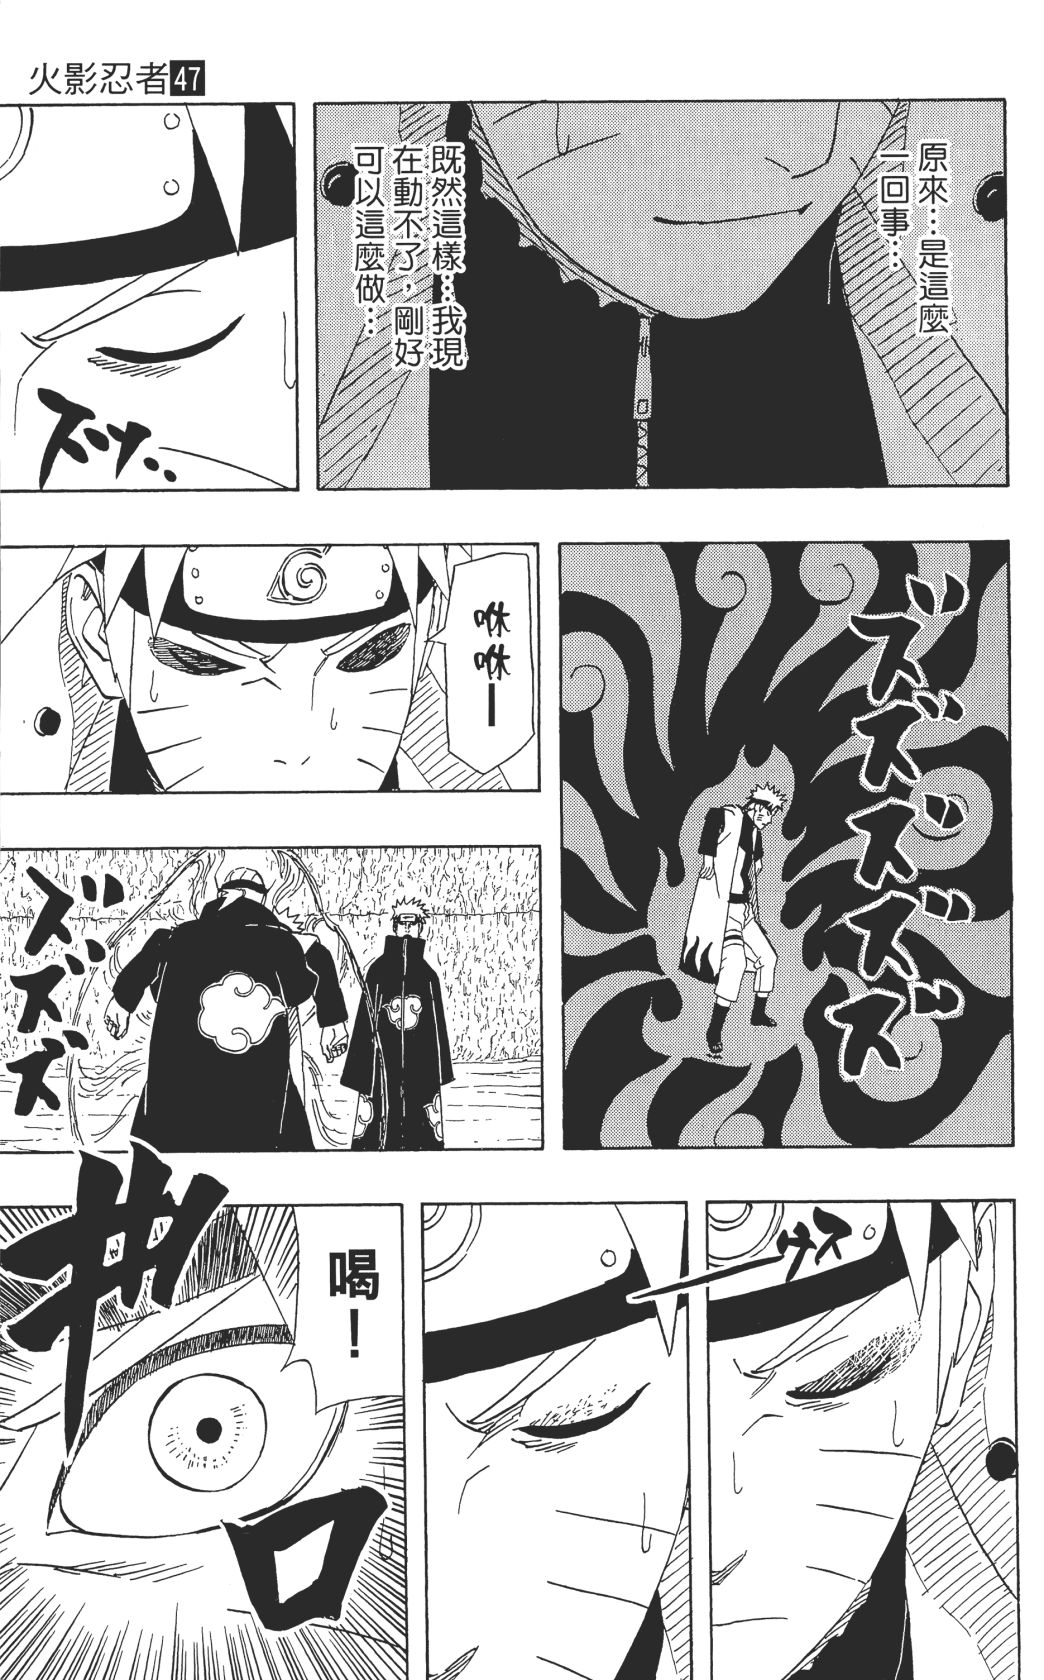 火影忍者47
原來…是這麼
一回事…
既然這樣…我現
在動不了，剛好
可以這麼做…
ズッ
ズズズズズ
咻咻—
ズズズ
スッ
喝！
ギロ